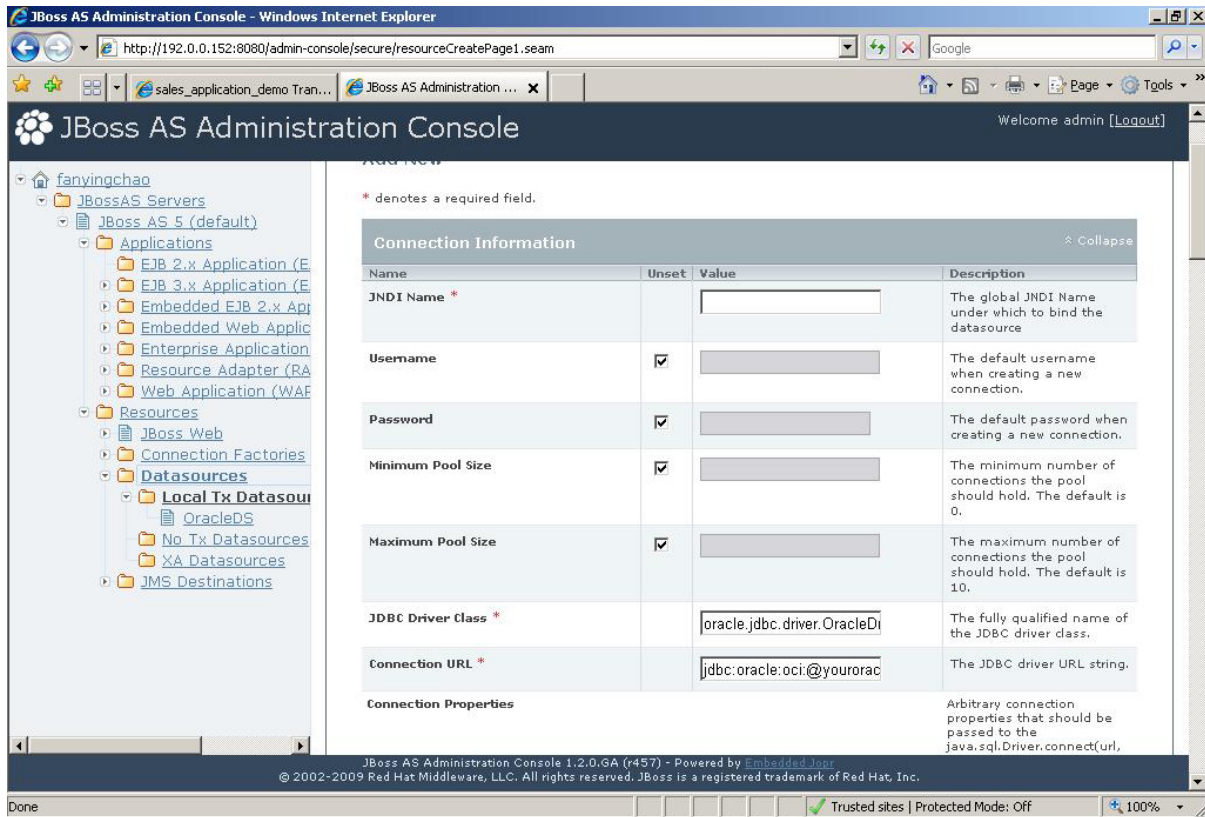 JBoss AS Administration Console - Windows Internet Explorer
http://192.0.0.152:8080/admin-console/secure/resourceCreatePage1.seam
Google
sales_application_demo Tran...
JBoss AS Administration ...
Page
Tools
JBoss AS Administration Console
Welcome admin [Logout]
fanyingchao
JBossAS Servers
JBoss AS 5 (default)
Applications
EJB 2.x Application (E
EJB 3.x Application (E
Embedded EJB 2.x App
Embedded Web Applic
Enterprise Application
Resource Adapter (RA
Web Application (WAR
Resources
JBoss Web
Connection Factories
Datasources
Local Tx Datasour
OracleDS
No Tx Datasources
XA Datasources
JMS Destinations
Add New
* denotes a required field.
Connection Information
Collapse
Name Unset Value Description
JNDI Name * The global JNDI Name
under which to bind the
datasource
Username The default username
when creating a new
connection.
Password The default password when
creating a new connection.
Minimum Pool Size The minimum number of
connections the pool
should hold. The default is
0.
Maximum Pool Size The maximum number of
connections the pool
should hold. The default is
10.
JDBC Driver Class * oracle.jdbc.driver.OracleDr The fully qualified name of
the JDBC driver class.
Connection URL * jdbc:oracle:oci:@yourorac The JDBC driver URL string.
Connection Properties Arbitrary connection
properties that should be
passed to the
java.sql.Driver.connect(url,
JBoss AS Administration Console 1.2.0.GA (r457) - Powered by Embedded Jopr
© 2002-2009 Red Hat Middleware, LLC. All rights reserved. JBoss is a registered trademark of Red Hat, Inc.
Done
Trusted sites | Protected Mode: Off
100%